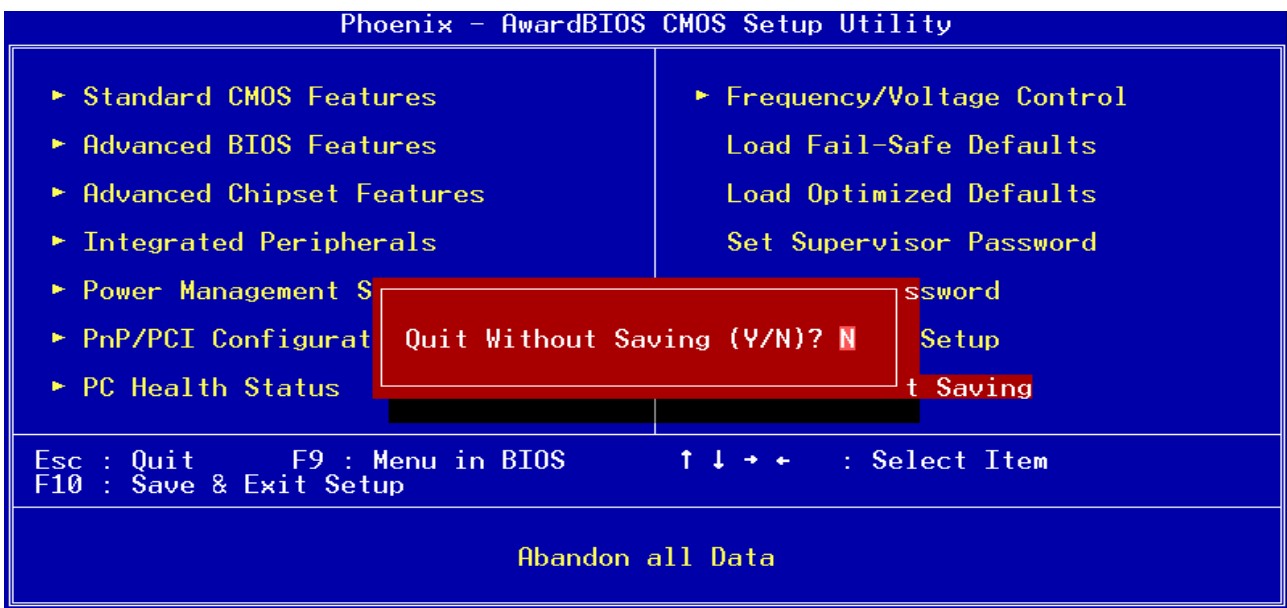 Phoenix - AwardBIOS CMOS Setup Utility
► Standard CMOS Features
► Advanced BIOS Features
► Advanced Chipset Features
► Integrated Peripherals
► Power Management S
► PnP/PCI Configurat
► PC Health Status
► Frequency/Voltage Control
Load Fail-Safe Defaults
Load Optimized Defaults
Set Supervisor Password
ssword
Setup
t Saving
Quit Without Saving (Y/N)? N
Esc : Quit F9 : Menu in BIOS ↑ ↓ → ← : Select Item
F10 : Save & Exit Setup
Abandon all Data